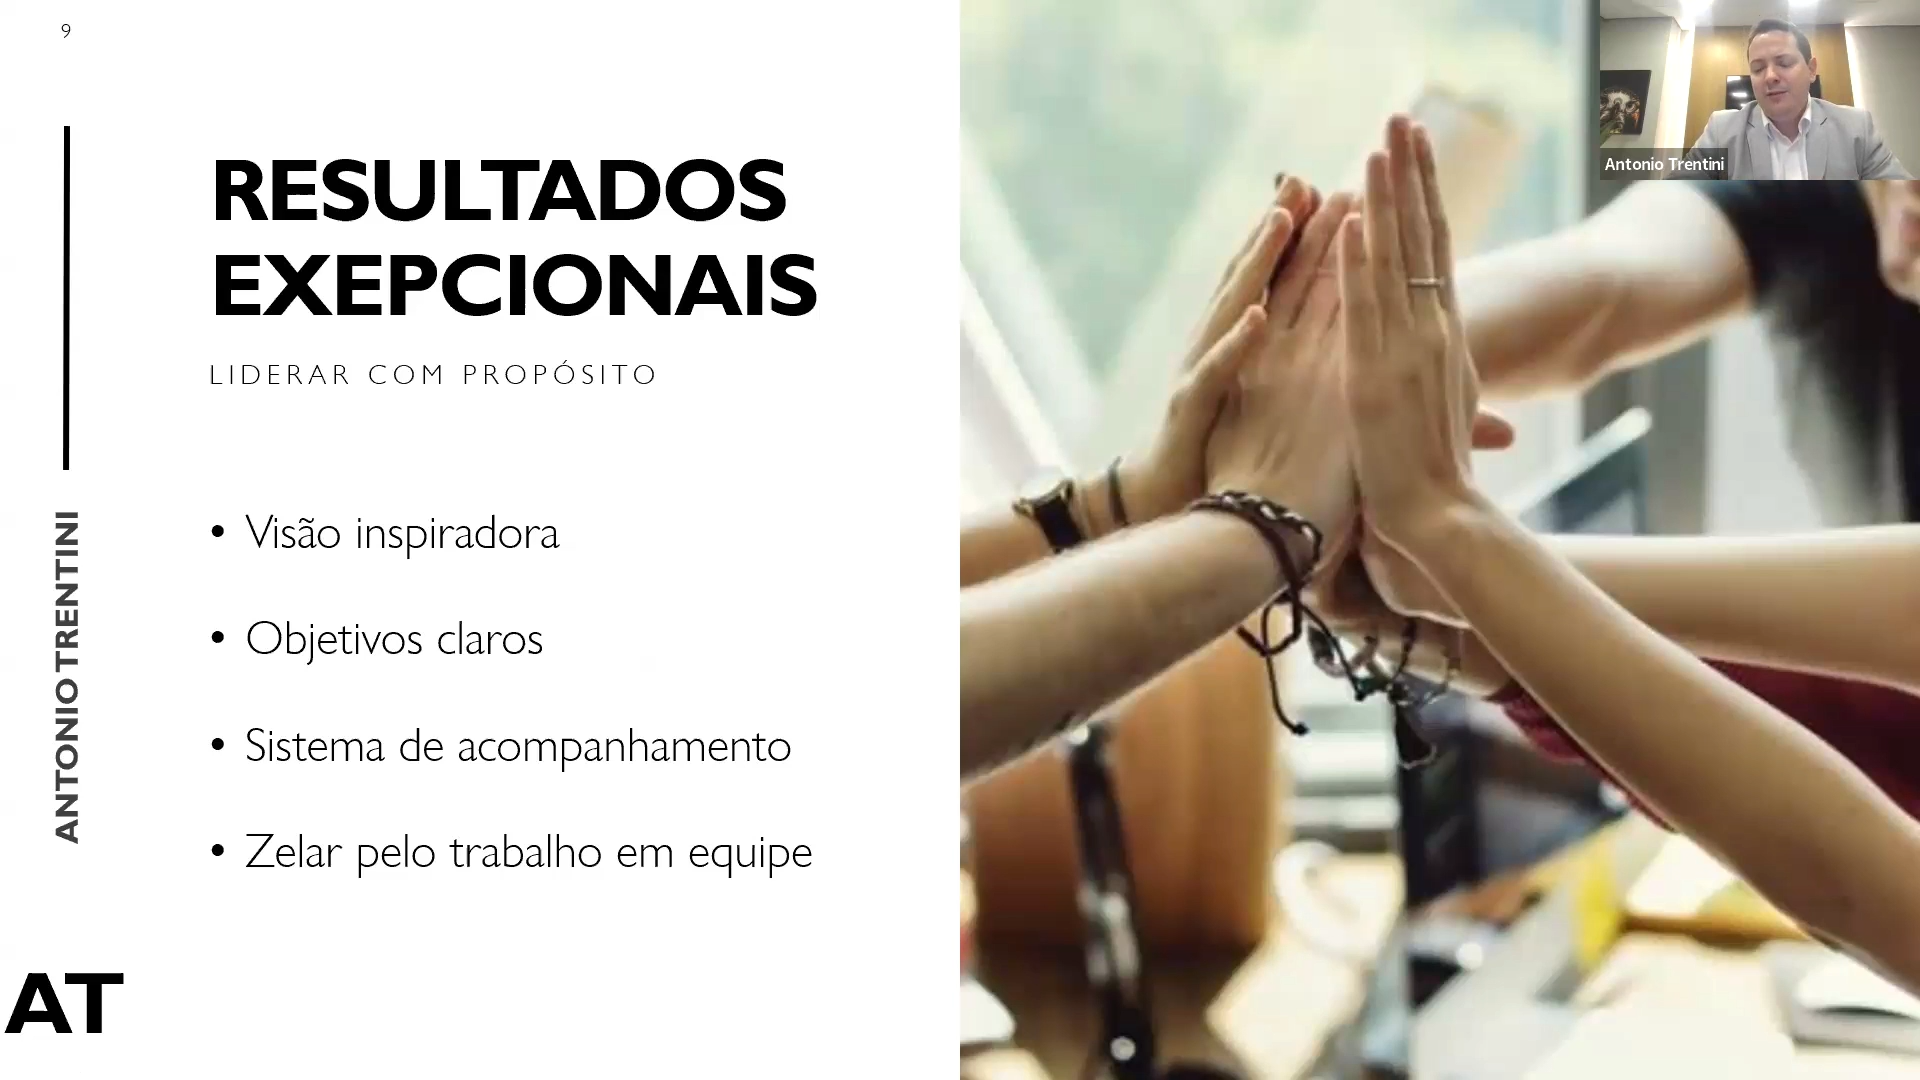 9
RESULTADOS
EXEPCIONAIS
LIDERAR COM PROPÓSITO
• Visão inspiradora
• Objetivos claros
• Sistema de acompanhamento
• Zelar pelo trabalho em equipe
ANTONIO TRENTINI
AT
Antonio Trentini